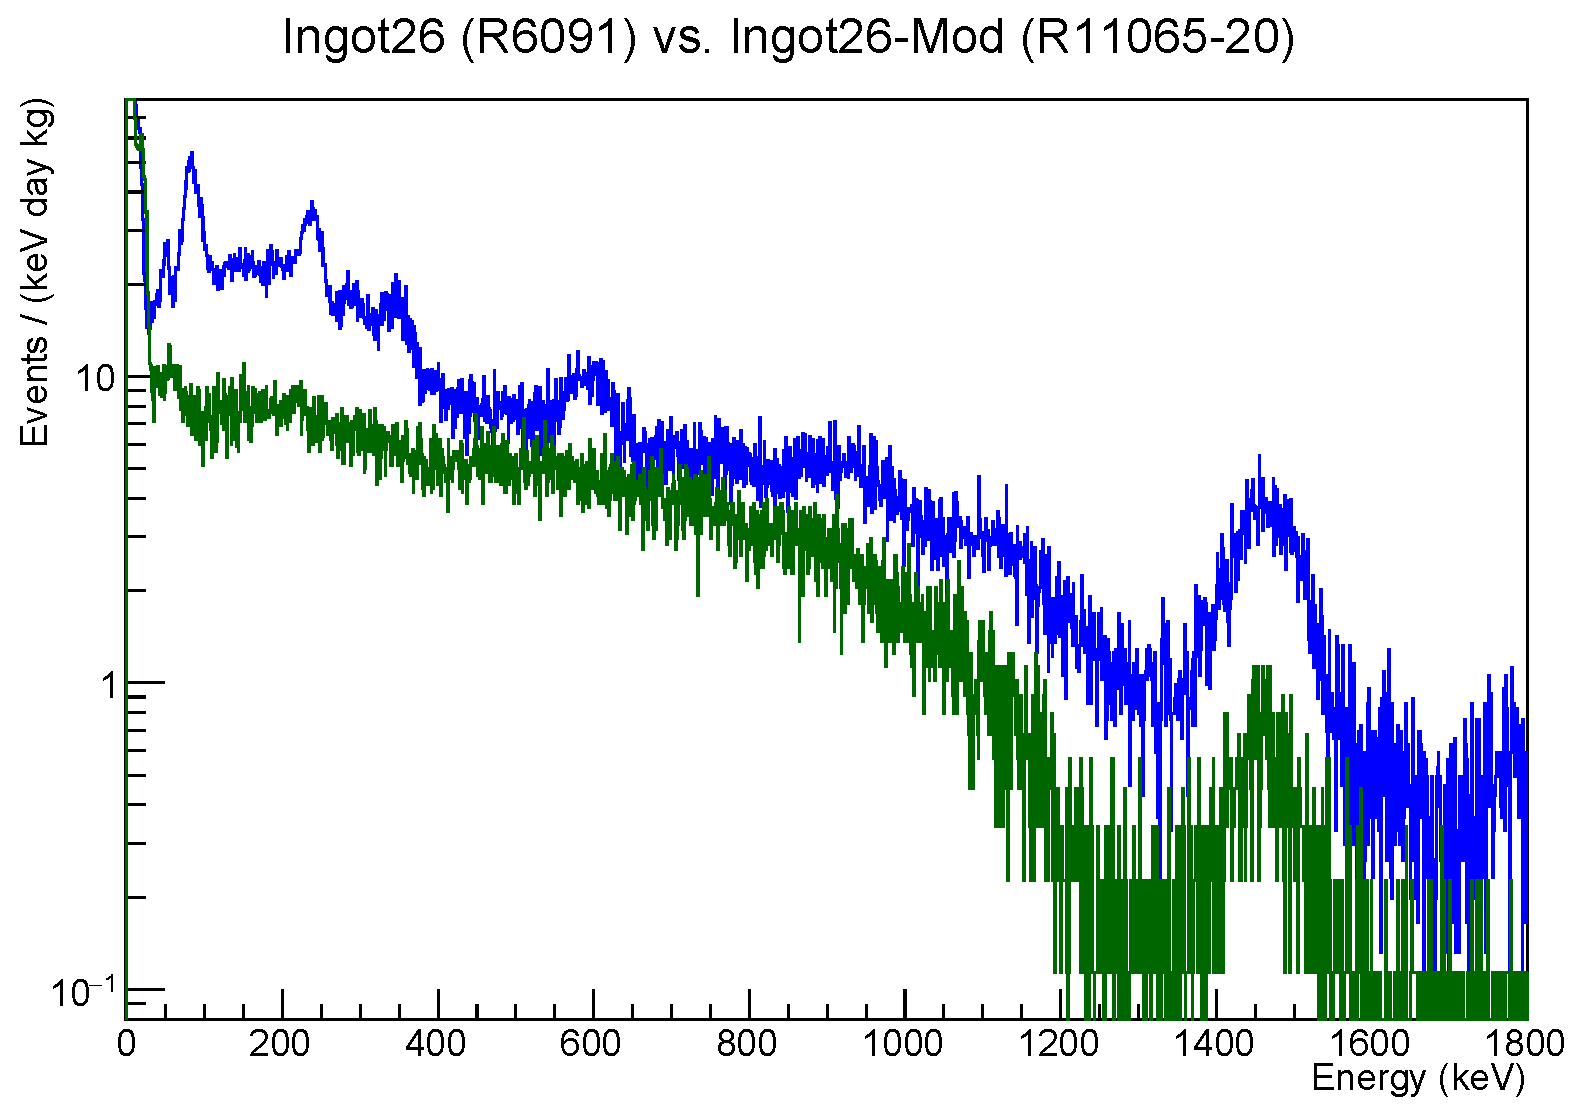 Ingot26 (R6091) vs. Ingot26-Mod (R11065-20)
Events / (keV day kg)
10
1
10⁻¹
0 200 400 600 800 1000 1200 1400 1600 1800
Energy (keV)